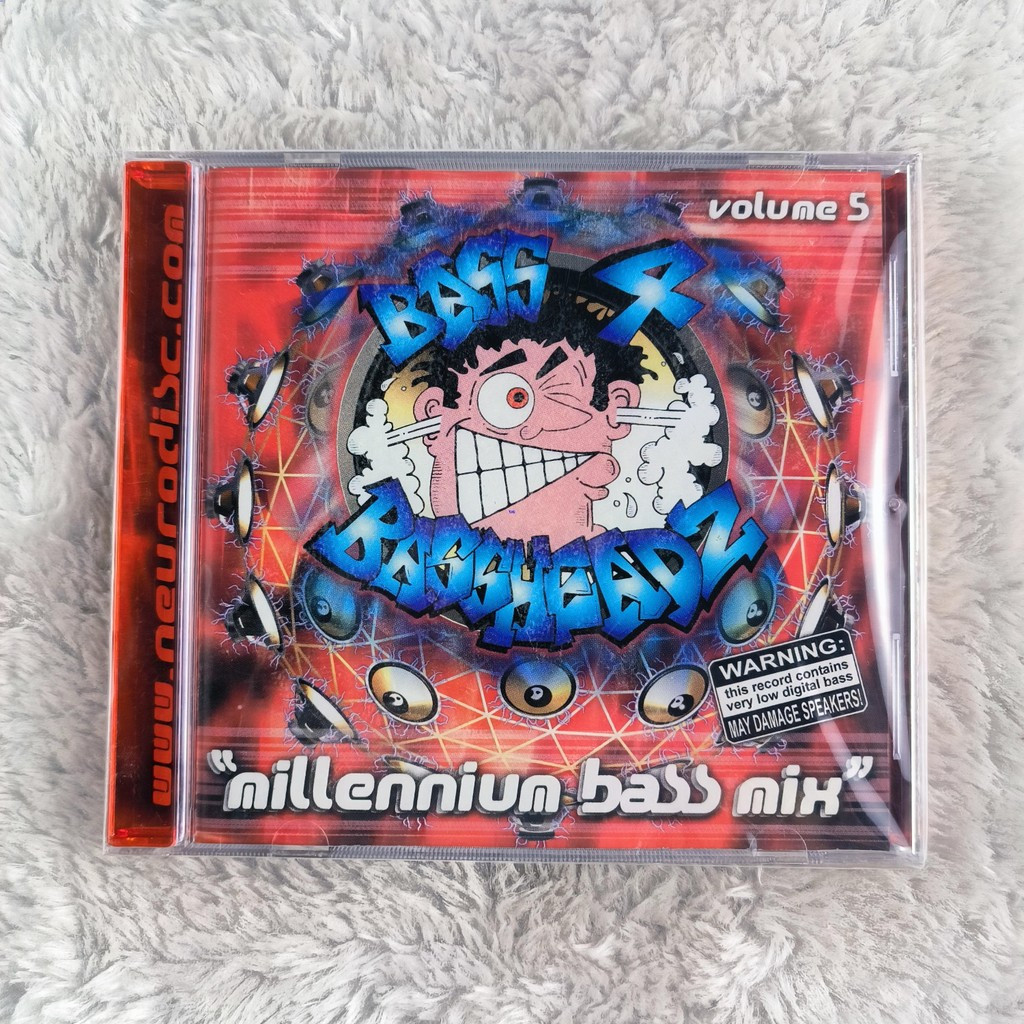 www.neurodisc.com
volume 5
BASS 4
BASSHEADZ
WARNING:
this record contains
very low digital bass
MAY DAMAGE SPEAKERS!
"millennium bass mix"